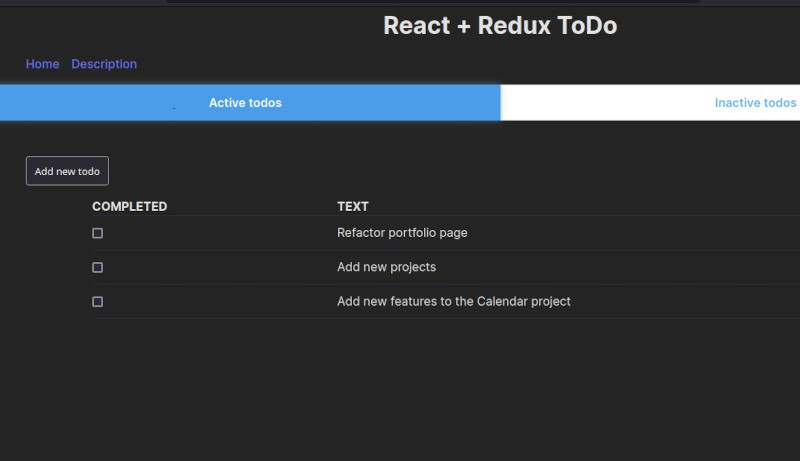 React + Redux ToDo
Home Description
Active todos Inactive todos
Add new todo
COMPLETED TEXT
Refactor portfolio page
Add new projects
Add new features to the Calendar project